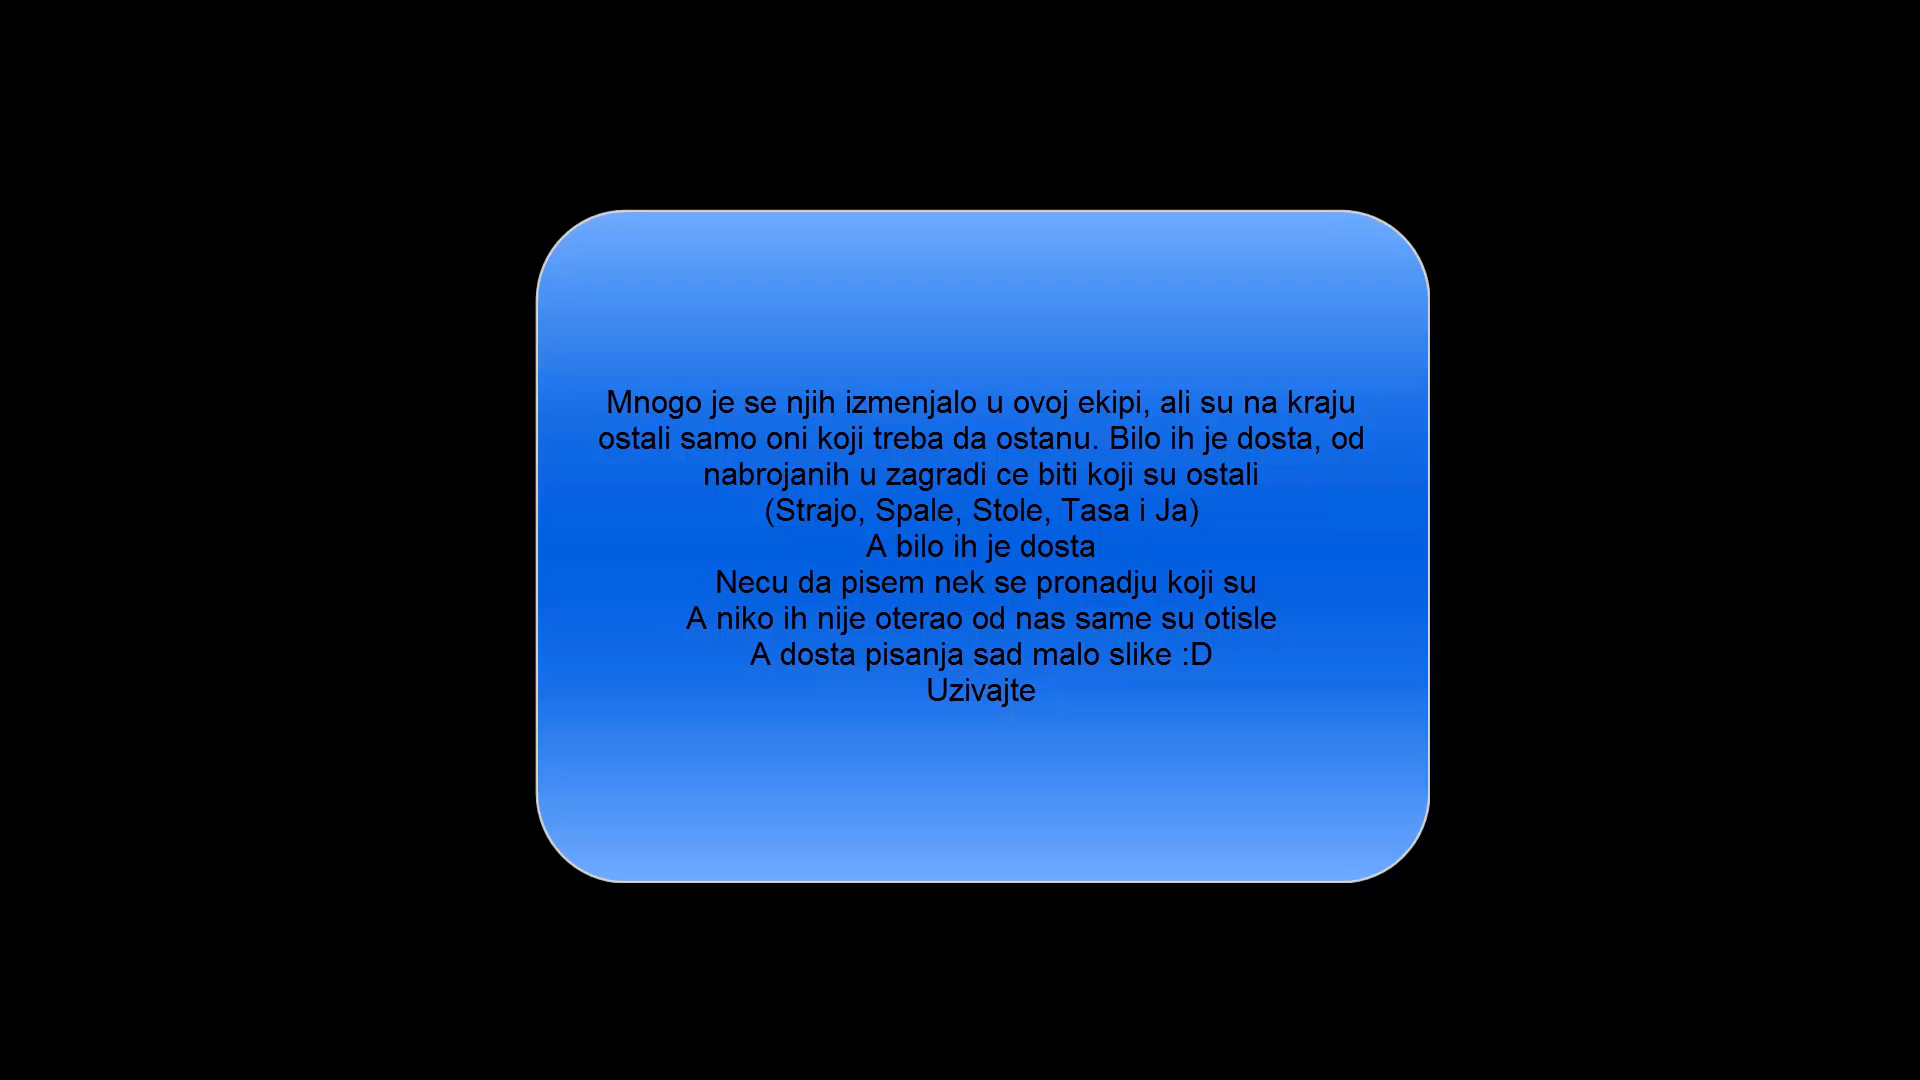 Mnogo je se njih izmenjalo u ovoj ekipi, ali su na kraju
ostali samo oni koji treba da ostanu. Bilo ih je dosta, od
nabrojanih u zagradi ce biti koji su ostali
(Strajo, Spale, Stole, Tasa i Ja)
A bilo ih je dosta
Necu da pisem nek se pronadju koji su
A niko ih nije oterao od nas same su otisle
A dosta pisanja sad malo slike :D
Uzivajte